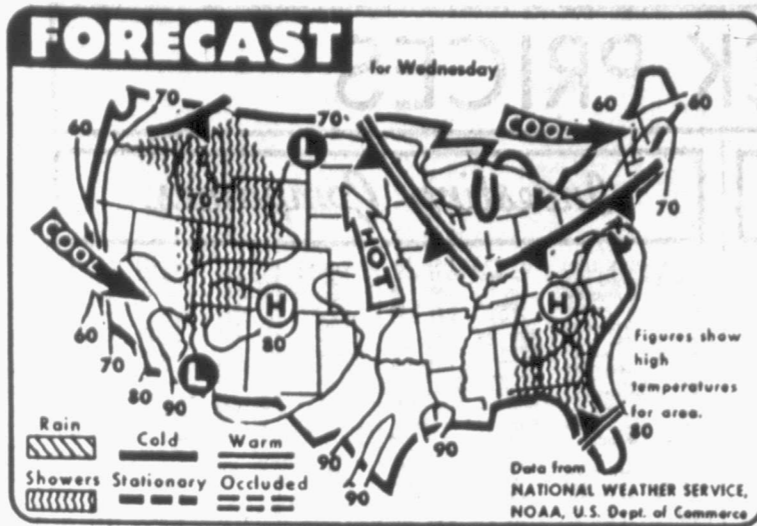 FORECAST
for Wednesday
70
60
70
60
60
COOL
L
HOT
70
70
COOL
H
80
H
60
70
80
90
L
Figures show
high
temperatures
for area.
80
90
90
90
Rain
Cold
Warm
Showers
Stationary
Occluded
Data from
NATIONAL WEATHER SERVICE,
NOAA, U.S. Dept. of Commerce